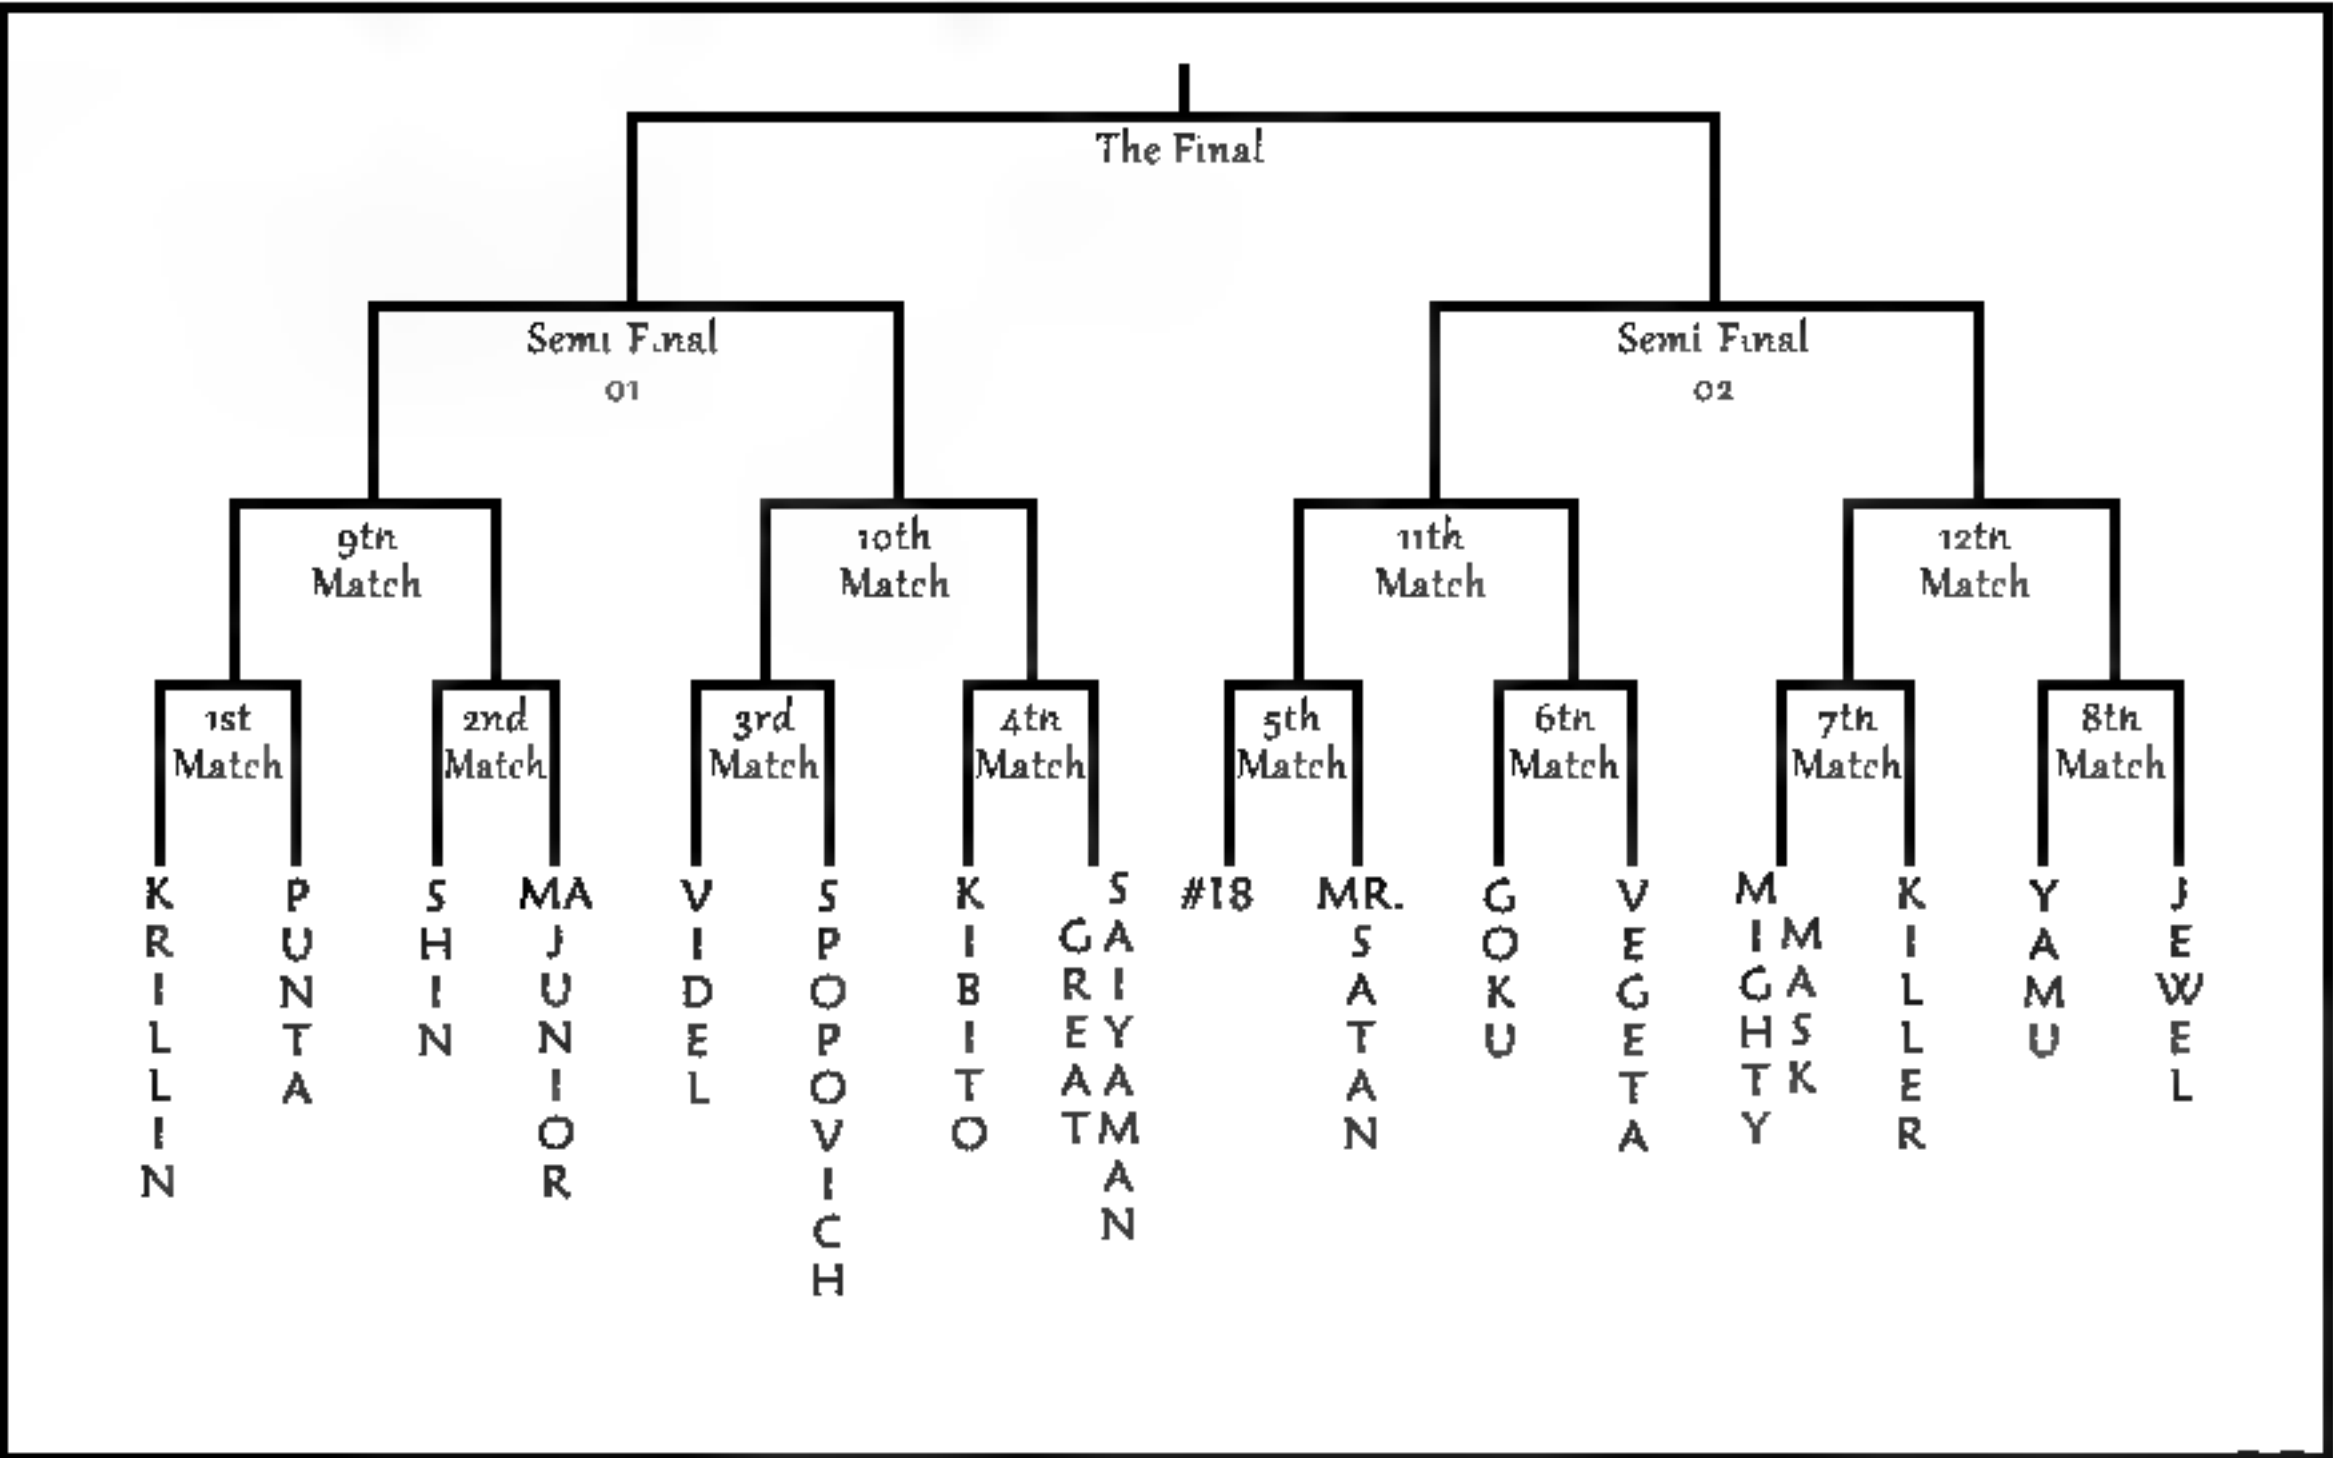 The Final
Semi Final
01
Semi Final
02
9th
Match
10th
Match
11th
Match
12th
Match
1st
Match
2nd
Match
3rd
Match
4th
Match
5th
Match
6th
Match
7th
Match
8th
Match
KRILLIN
PUNTA
SHIN
MAJUNIOR
VIDEL
SPOPOVICH
KIBITO
GREAT
SAIYAMAN
#18
MR.
SATAN
GOKU
VEGETA
MIGHTY
MASK
KILLER
YAMU
JEWEL